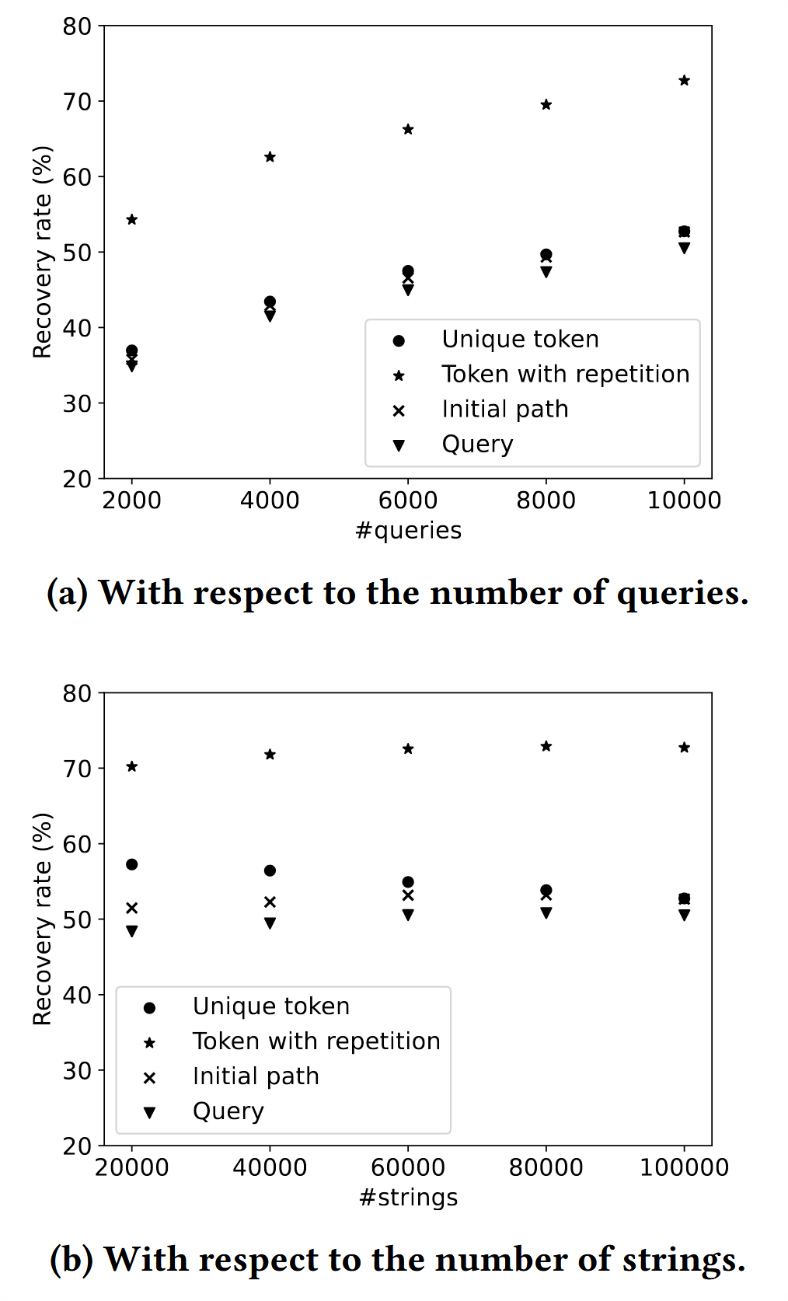 80
70
60
50
40
30
20
Recovery rate (%)
Unique token
Token with repetition
Initial path
Query
2000 4000 6000 8000 10000
#queries
(a) With respect to the number of queries.
80
70
60
50
40
30
20
Recovery rate (%)
Unique token
Token with repetition
Initial path
Query
20000 40000 60000 80000 100000
#strings
(b) With respect to the number of strings.